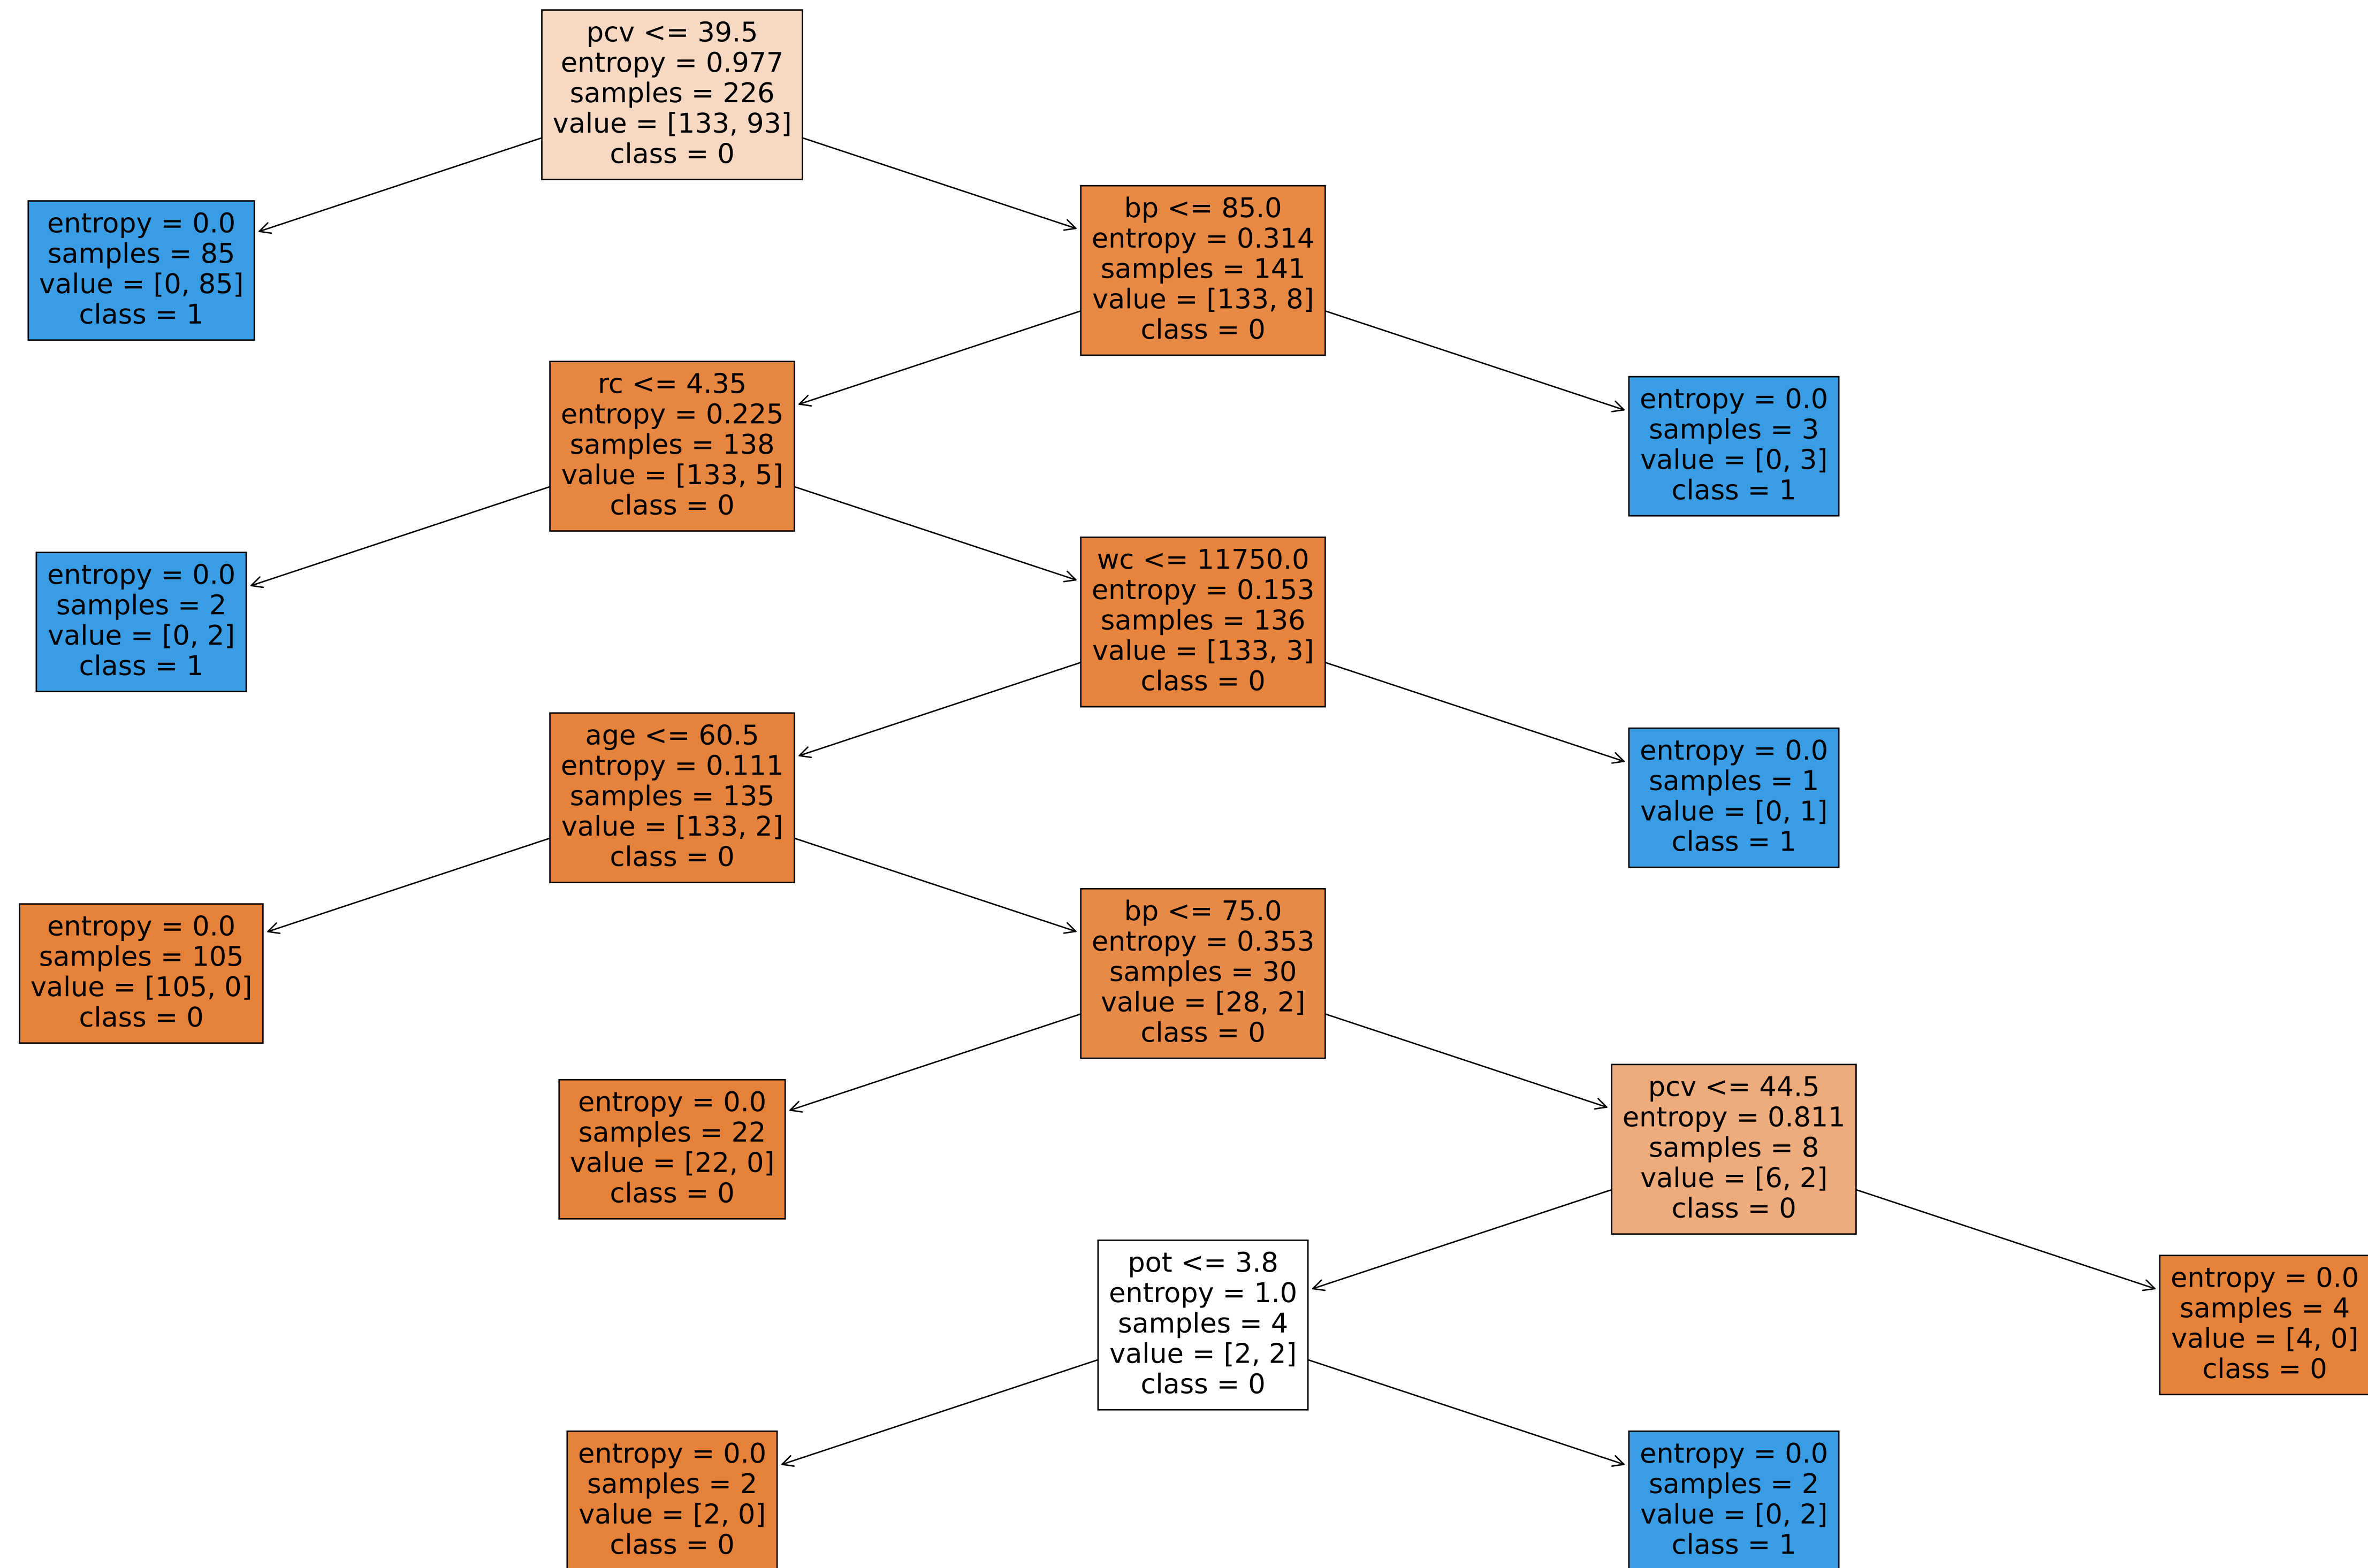 pcv <= 39.5
entropy = 0.977
samples = 226
value = [133, 93]
class = 0
entropy = 0.0
samples = 85
value = [0, 85]
class = 1
bp <= 85.0
entropy = 0.314
samples = 141
value = [133, 8]
class = 0
rc <= 4.35
entropy = 0.225
samples = 138
value = [133, 5]
class = 0
entropy = 0.0
samples = 3
value = [0, 3]
class = 1
entropy = 0.0
samples = 2
value = [0, 2]
class = 1
wc <= 11750.0
entropy = 0.153
samples = 136
value = [133, 3]
class = 0
age <= 60.5
entropy = 0.111
samples = 135
value = [133, 2]
class = 0
entropy = 0.0
samples = 1
value = [0, 1]
class = 1
entropy = 0.0
samples = 105
value = [105, 0]
class = 0
bp <= 75.0
entropy = 0.353
samples = 30
value = [28, 2]
class = 0
entropy = 0.0
samples = 22
value = [22, 0]
class = 0
pcv <= 44.5
entropy = 0.811
samples = 8
value = [6, 2]
class = 0
pot <= 3.8
entropy = 1.0
samples = 4
value = [2, 2]
class = 0
entropy = 0.0
samples = 4
value = [4, 0]
class = 0
entropy = 0.0
samples = 2
value = [2, 0]
class = 0
entropy = 0.0
samples = 2
value = [0, 2]
class = 1